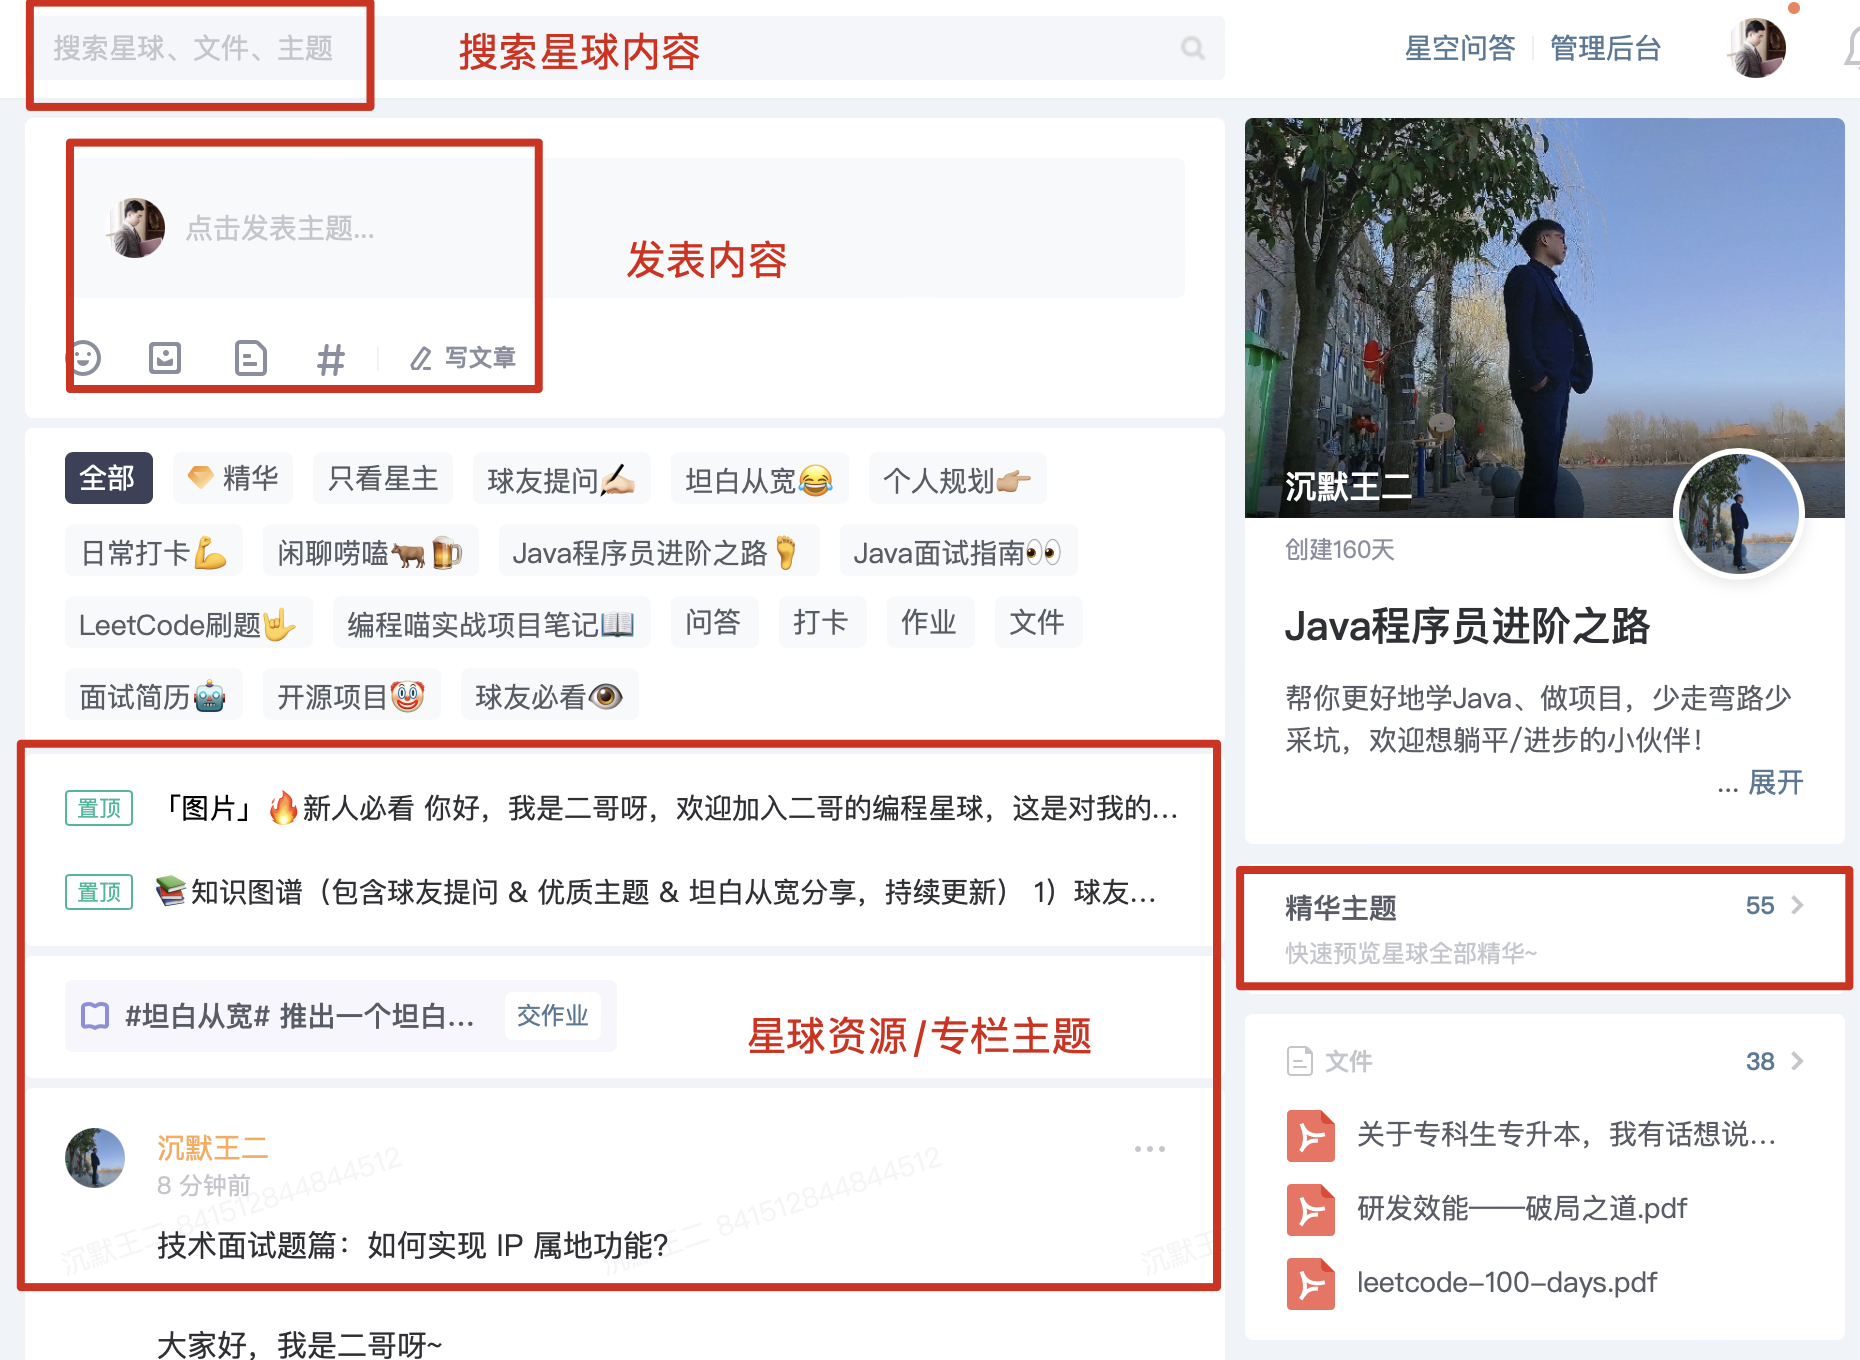 搜索星球、文件、主题
搜索星球内容
星空问答
管理后台
点击发表主题...
发表内容
写文章
全部
精华
只看星主
球友提问✍🏻
坦白从宽😂
个人规划👉🏼
日常打卡💪
闲聊唠嗑🐂🍺
Java程序员进阶之路🦶
Java面试指南👀
LeetCode刷题🤟
编程喵实战项目笔记📖
问答
打卡
作业
文件
面试简历🤖
开源项目🤡
球友必看👁
置顶 「图片」🔥新人必看 你好，我是二哥呀，欢迎加入二哥的编程星球，这是对我的...
置顶 📚知识图谱（包含球友提问 & 优质主题 & 坦白从宽分享，持续更新） 1）球友...
#坦白从宽# 推出一个坦白... 交作业
星球资源/专栏主题
沉默王二
8 分钟前
沉默王二 841512844844512
沉默王二 841512844844512
技术面试题篇：如何实现 IP 属地功能？
大家好，我是二哥呀~
沉默王二
创建160天
Java程序员进阶之路
帮你更好地学Java、做项目，少走弯路少
采坑，欢迎想躺平/进步的小伙伴！
... 展开
精华主题 55
快速预览星球全部精华~
文件 38
关于专科生专升本，我有话想说...
研发效能——破局之道.pdf
leetcode-100-days.pdf